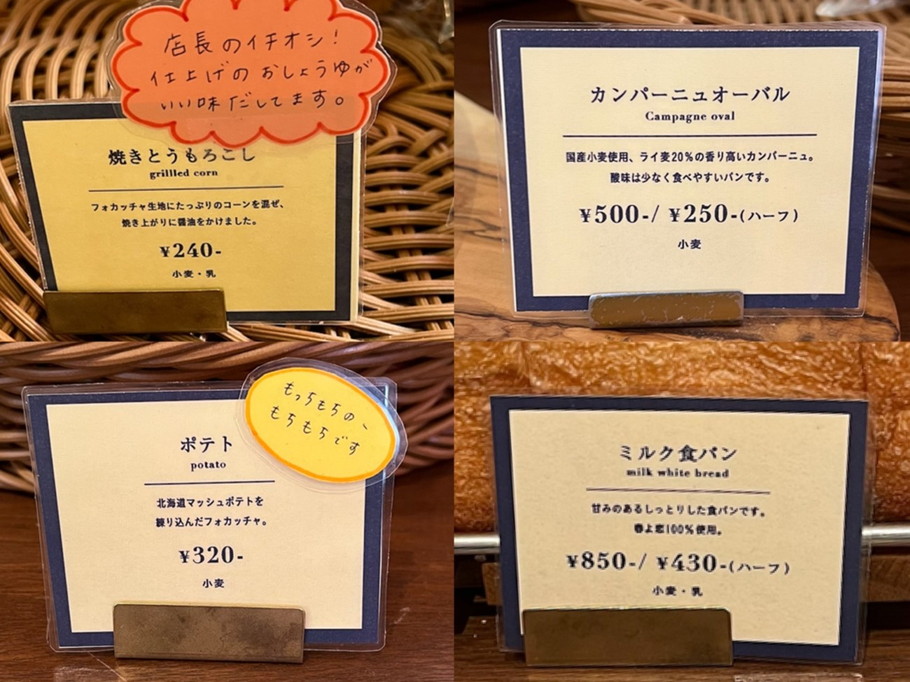 店長のイチオシ!
仕上げのおしょうゆが
いい味だしてます。
焼きとうもろこし
grillled corn
フォカッチャ生地にたっぷりのコーンを混ぜ、
焼き上がりに醤油をかけました。
¥240-
小麦・乳
カンパーニュオーバル
Campagne oval
国産小麦使用、ライ麦20%の香り高いカンパーニュ。
酸味は少なく食べやすいパンです。
¥500-/ ¥250-(ハーフ)
小麦
もっちもちの、
もちもちです
ポテト
potato
北海道マッシュポテトを
練り込んだフォカッチャ。
¥320-
小麦
ミルク食パン
milk white bread
甘みのあるしっとりした食パンです。
春よ恋100%使用。
¥850-/ ¥430-(ハーフ)
小麦・乳